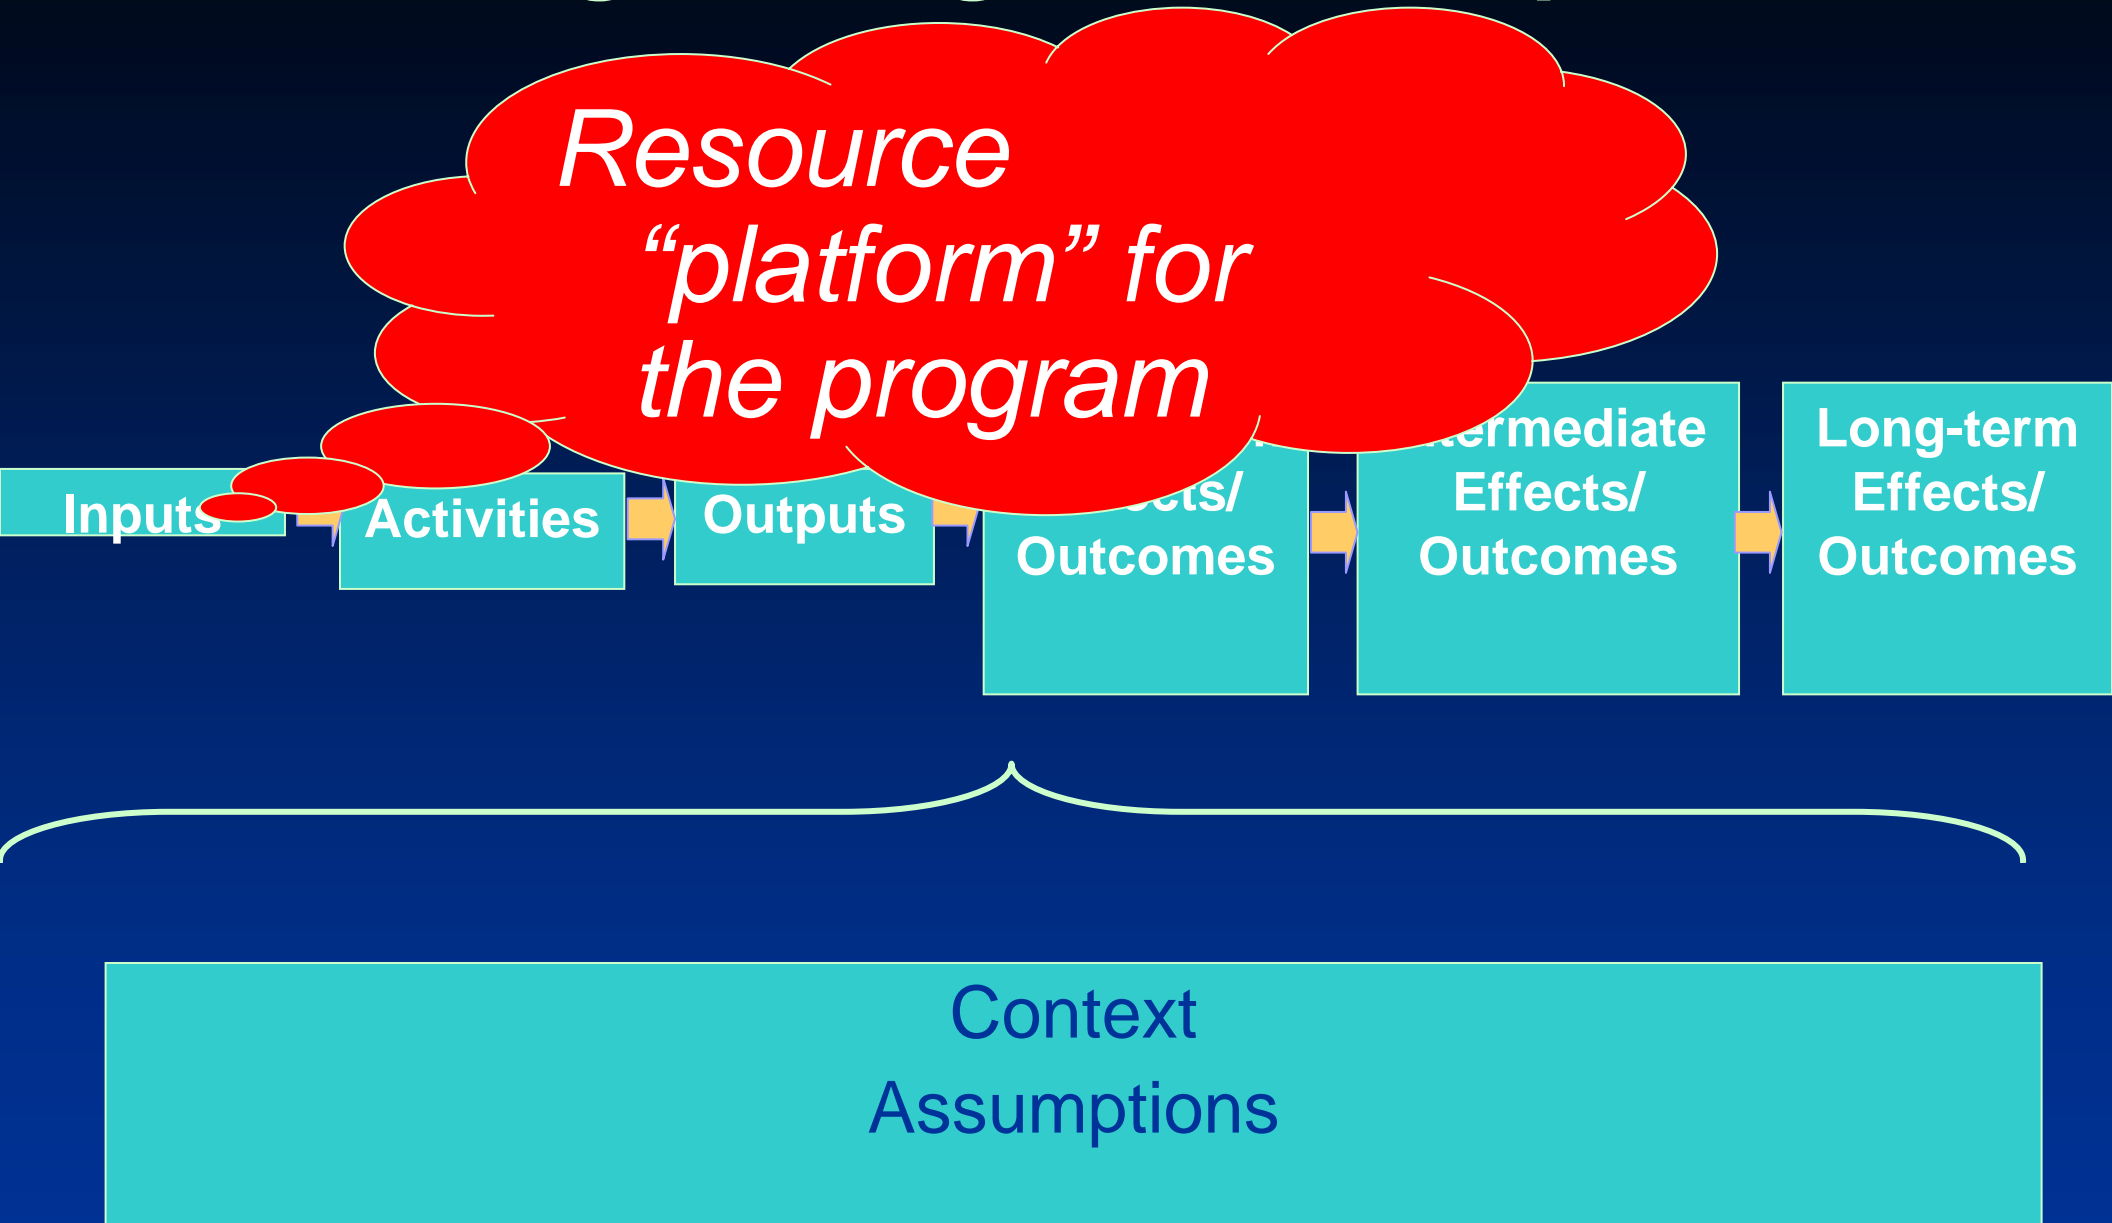 Resource
“platform” for
the program
Inputs
Activities
Outputs
Outcomes
Effects/
Outcomes
Long-term
Effects/
Outcomes
Context
Assumptions